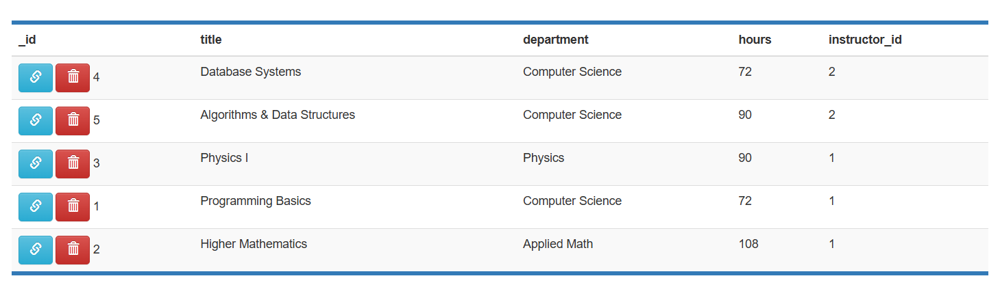 _id title department hours instructor_id
4 Database Systems Computer Science 72 2
5 Algorithms & Data Structures Computer Science 90 2
3 Physics I Physics 90 1
1 Programming Basics Computer Science 72 1
2 Higher Mathematics Applied Math 108 1